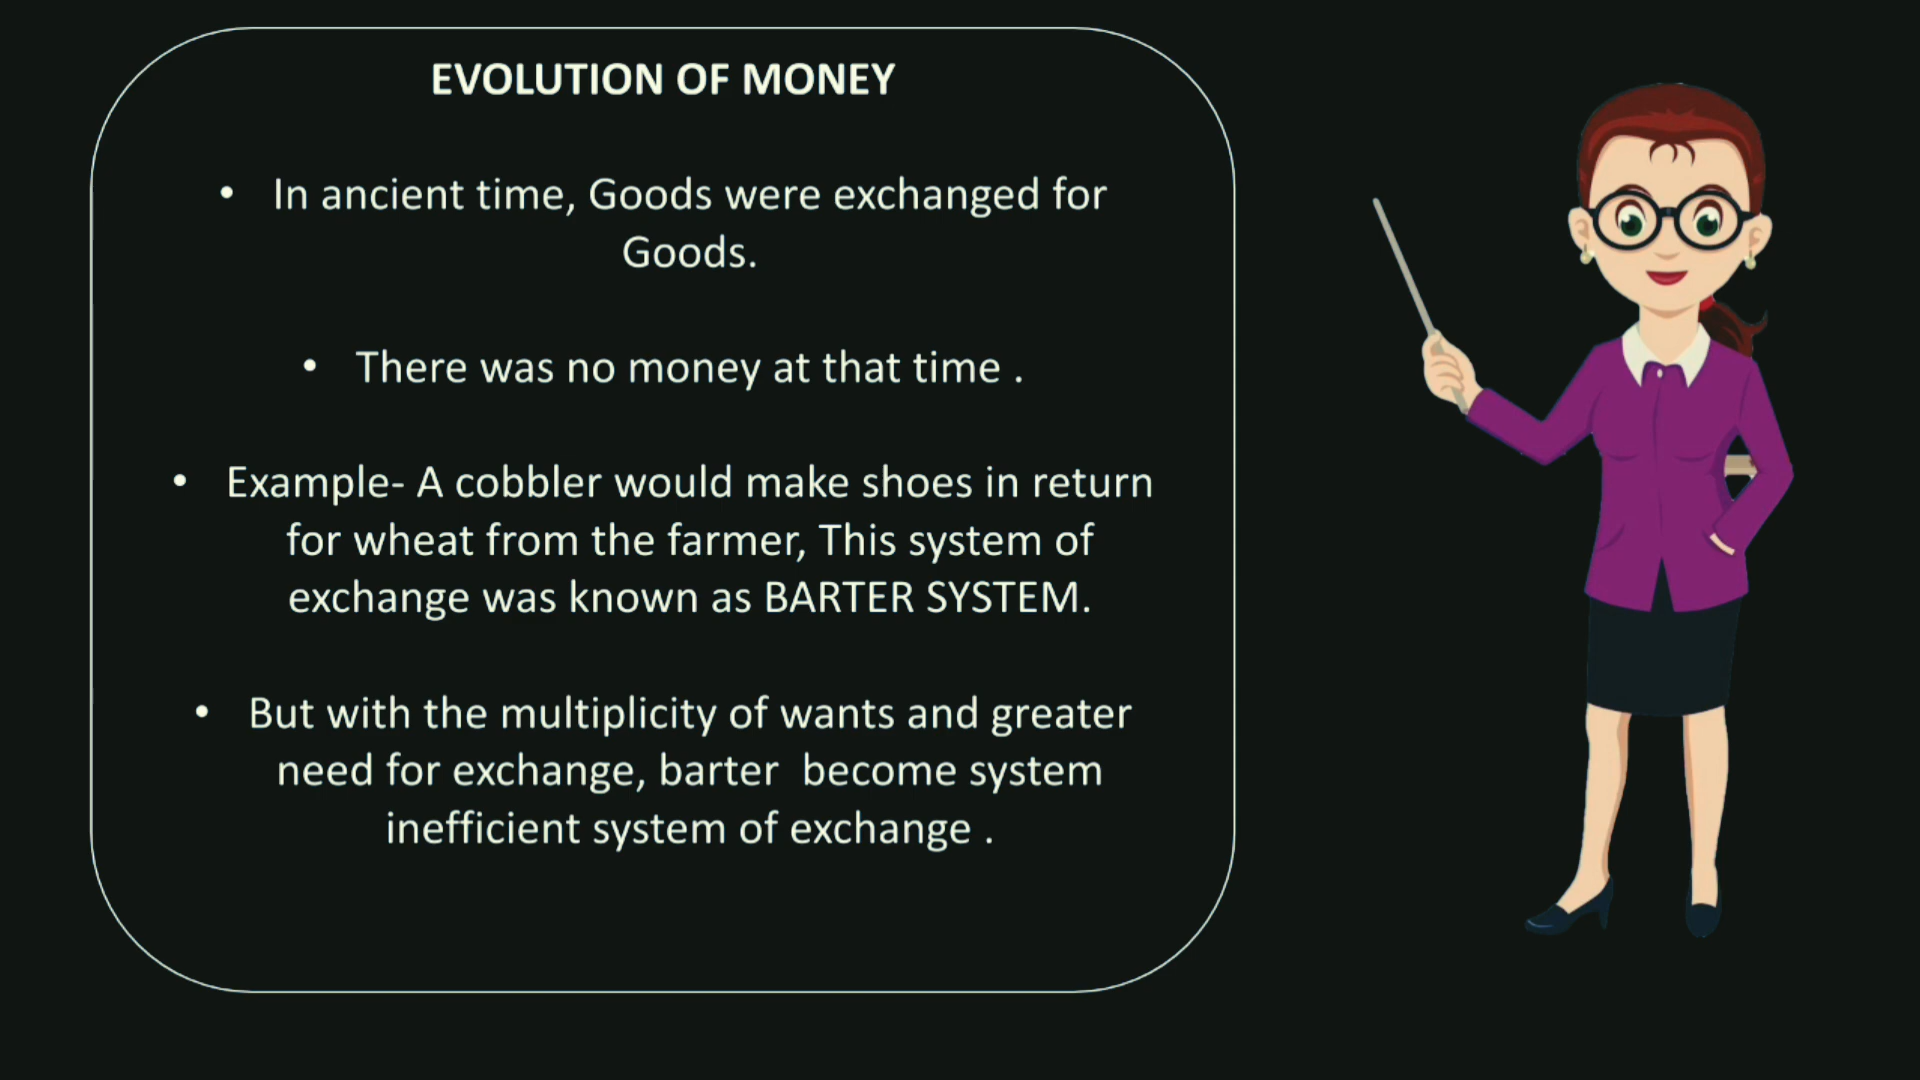 EVOLUTION OF MONEY
• In ancient time, Goods were exchanged for
Goods.
• There was no money at that time .
• Example- A cobbler would make shoes in return
for wheat from the farmer, This system of
exchange was known as BARTER SYSTEM.
• But with the multiplicity of wants and greater
need for exchange, barter  become system
inefficient system of exchange .